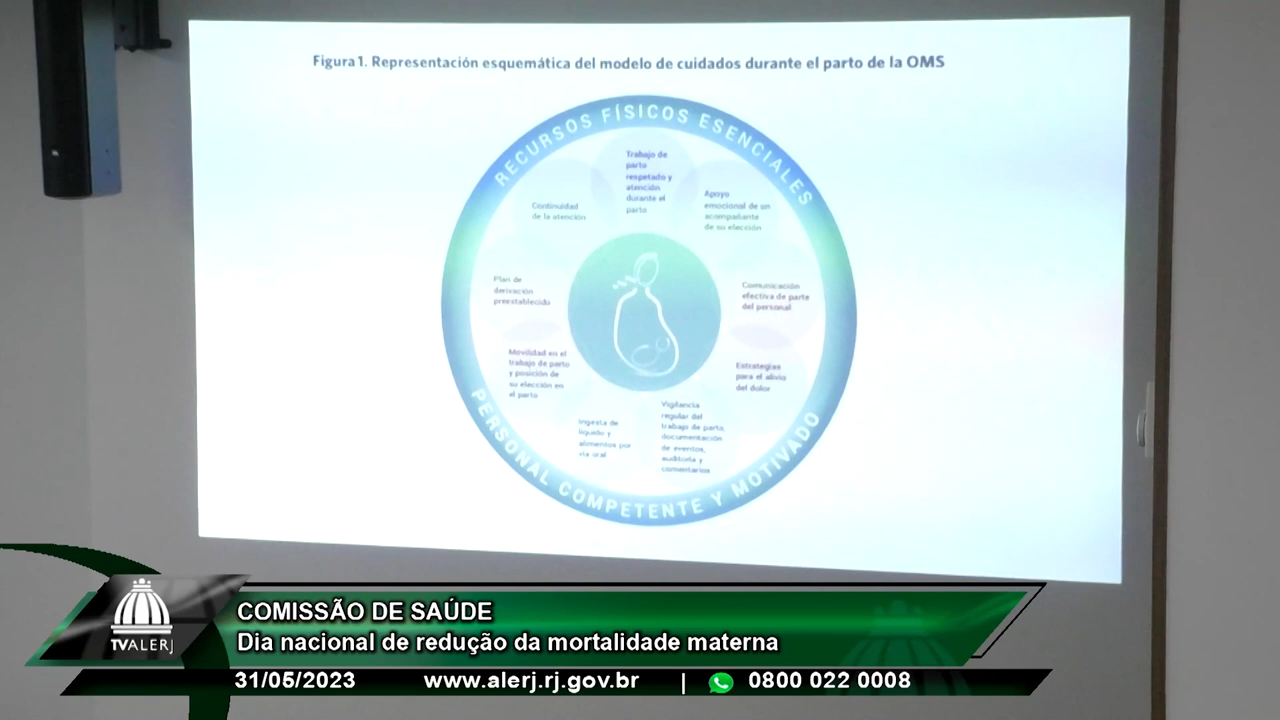 Figura 1. Representación esquemática del modelo de cuidados durante el parto de la OMS
RECURSOS FÍSICOS ESENCIALES
Trabajo de
parto
respetado y
atención
durante el
parto
Apoyo
emocional de un
acompañante
de su elección
Comunicación
efectiva de parte
del personal
Estrategias
para el alivio
del dolor
Vigilancia
regular del
trabajo de parto,
documentación
de eventos,
auditoría y
comentarios
Ingesta de
líquido y
alimentos por
vía oral
Movilidad en el
trabajo de parto
y posición de
su elección en
el parto
Plan de
derivación
preestablecido
Continuidad
de la atención
PERSONAL COMPETENTE Y MOTIVADO
TVALERJ
COMISSÃO DE SAÚDE
Dia nacional de redução da mortalidade materna
31/05/2023 www.alerj.rj.gov.br | 0800 022 0008